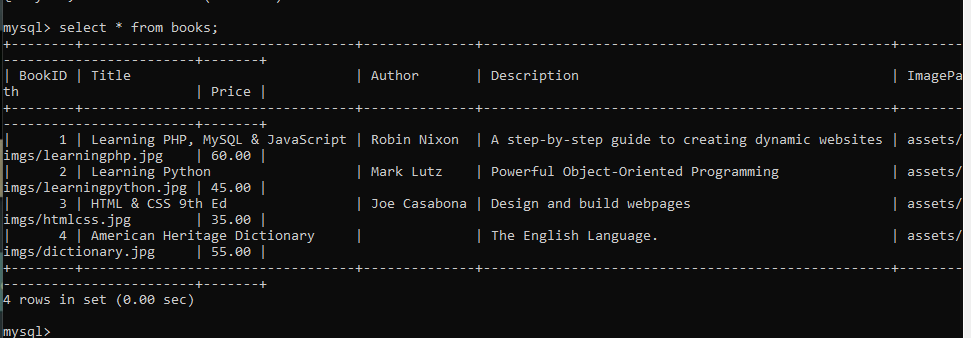 mysql> select * from books;
+--------+----------------------------------+-------------+---------------------------------------------------+--------
------------------------+-------+
| BookID | Title                            | Author      | Description                                       | ImagePa
th                      | Price |
+--------+----------------------------------+-------------+---------------------------------------------------+--------
------------------------+-------+
|      1 | Learning PHP, MySQL & JavaScript | Robin Nixon   | A step-by-step guide to creating dynamic websites | assets/
imgs/learningphp.jpg    | 60.00 |
|      2 | Learning Python                  | Mark Lutz   | Powerful Object-Oriented Programming              | assets/
imgs/learningpython.jpg | 45.00 |
|      3 | HTML & CSS 9th Ed                | Joe Casabona | Design and build webpages                         | assets/
imgs/htmlcss.jpg        | 35.00 |
|      4 | American Heritage Dictionary     |             | The English Language.                             | assets/
imgs/dictionary.jpg     | 55.00 |
+--------+----------------------------------+-------------+---------------------------------------------------+--------
------------------------+-------+
4 rows in set (0.00 sec)
mysql>